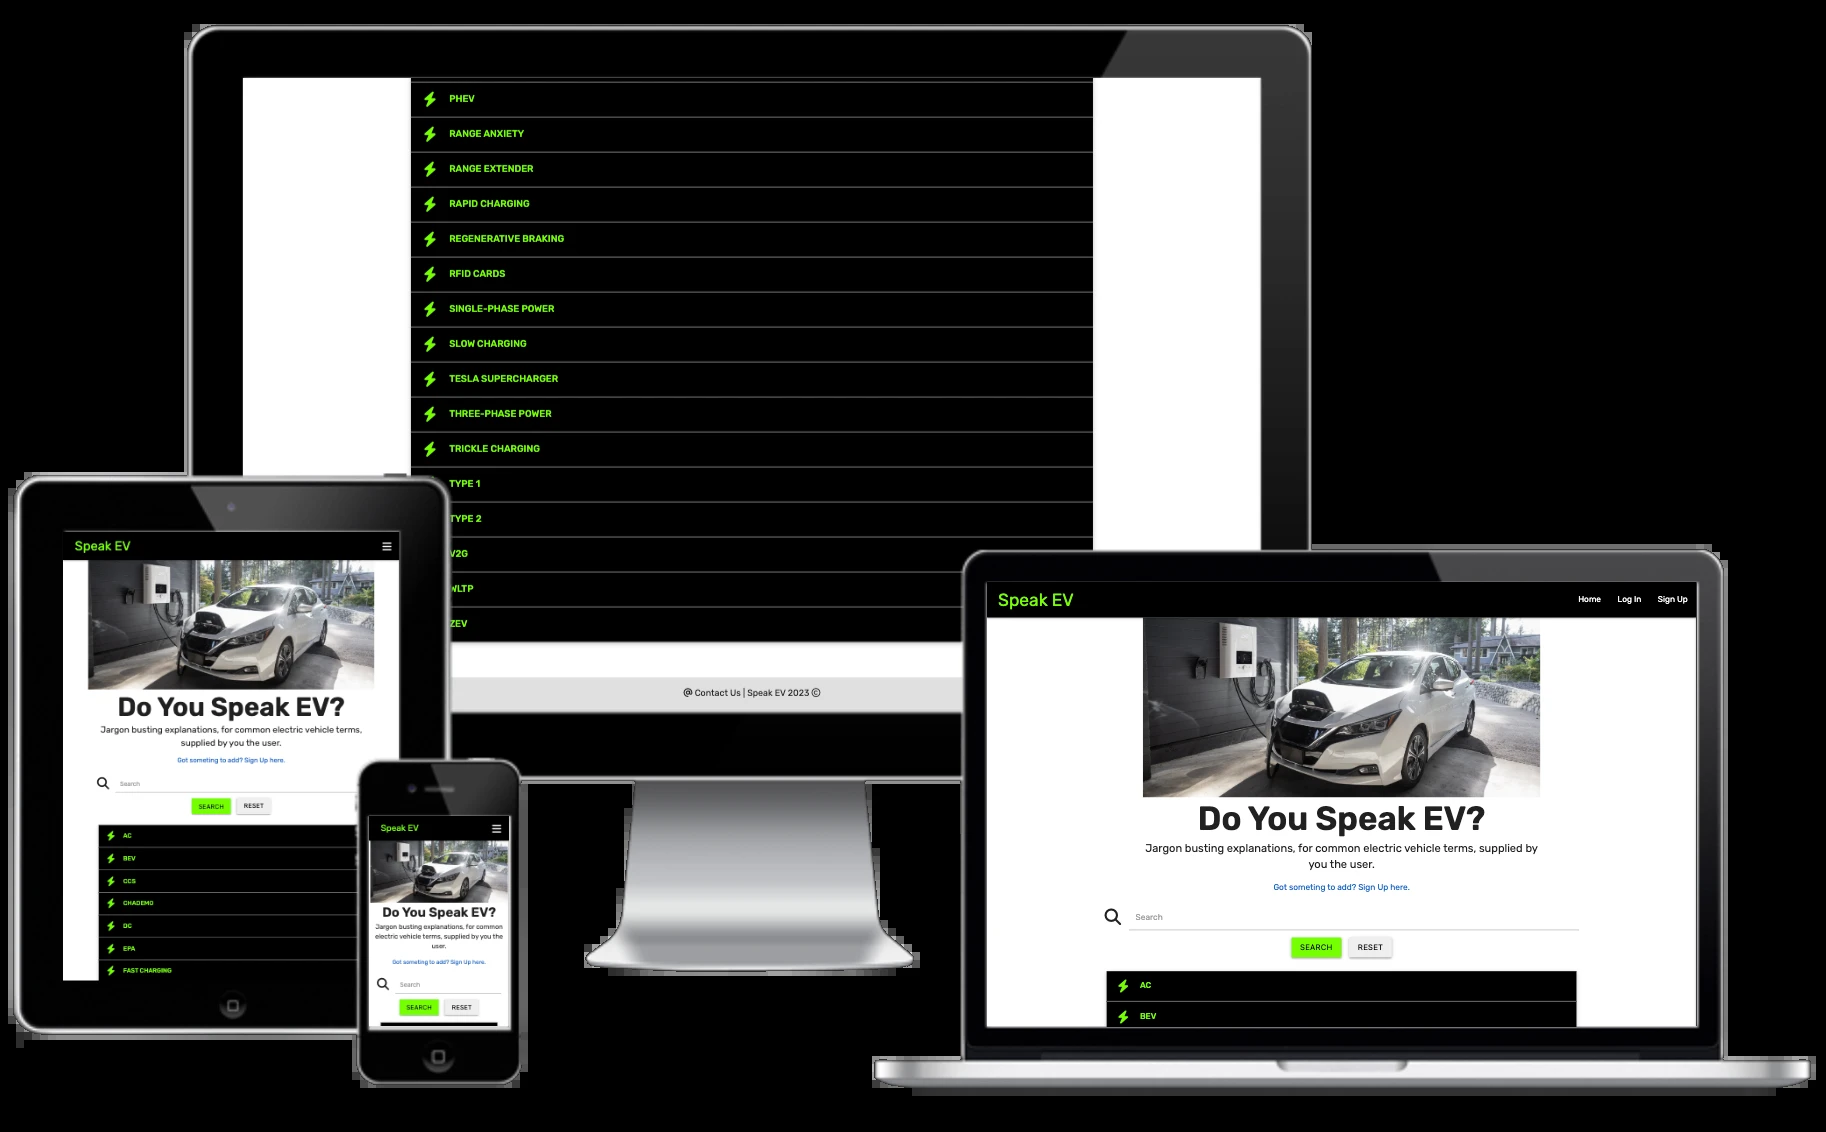 PHEV
RANGE ANXIETY
RANGE EXTENDER
RAPID CHARGING
REGENERATIVE BRAKING
RFID CARDS
SINGLE-PHASE POWER
SLOW CHARGING
TESLA SUPERCHARGER
THREE-PHASE POWER
TRICKLE CHARGING
TYPE 1
TYPE 2
V2G
WLTP
ZEV
@ Contact Us | Speak EV 2023 ©
Speak EV
Do You Speak EV?
Jargon busting explanations, for common electric vehicle terms,
supplied by you the user.
Got someting to add? Sign Up here.
Search
SEARCH RESET
AC
BEV
CCS
CHADEMO
DC
EPA
FAST CHARGING
Speak EV
Do You Speak EV?
Jargon busting explanations, for common
electric vehicle terms, supplied by you the
user.
Got someting to add? Sign Up here.
Search
SEARCH RESET
Speak EV Home Log In Sign Up
Do You Speak EV?
Jargon busting explanations, for common electric vehicle terms, supplied by
you the user.
Got someting to add? Sign Up here.
Search
SEARCH RESET
AC
BEV